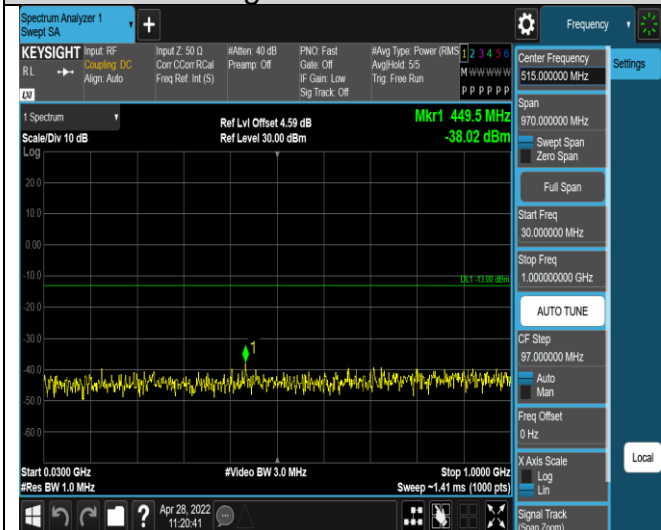 Spectrum Analyzer 1
Swept SA
+
Frequency
KEYSIGHT
RL
LXI
Input: RF
Coupling: DC
Align: Auto
Input Z: 50 Ω
Corr CCorr RCal
Freq Ref: Int (S)
#Atten: 40 dB
Preamp: Off
PNO: Fast
Gate: Off
IF Gain: Low
Sig Track: Off
#Avg Type: Power (RMS
Avg|Hold: 5/5
Trig: Free Run
1 2 3 4 5 6
M W W W W W
P P P P P P
1 Spectrum
Scale/Div 10 dB
Log
Ref Lvl Offset 4.59 dB
Ref Level 30.00 dBm
Mkr1 449.5 MHz
-38.02 dBm
20.0
10.0
0.00
-10.0
-20.0
-30.0
-40.0
-50.0
-60.0
DL1 -13.00 dBm
1
Start 0.0300 GHz
#Res BW 1.0 MHz
#Video BW 3.0 MHz
Stop 1.0000 GHz
Sweep ~1.41 ms (1000 pts)
Center Frequency
515.000000 MHz
Settings
Span
970.000000 MHz
Swept Span
Zero Span
Full Span
Start Freq
30.000000 MHz
Stop Freq
1.000000000 GHz
AUTO TUNE
CF Step
97.000000 MHz
Auto
Man
Freq Offset
0 Hz
X Axis Scale
Log
Lin
Local
Signal Track
(Span Zoom)
?
Apr 28, 2022
11:20:41